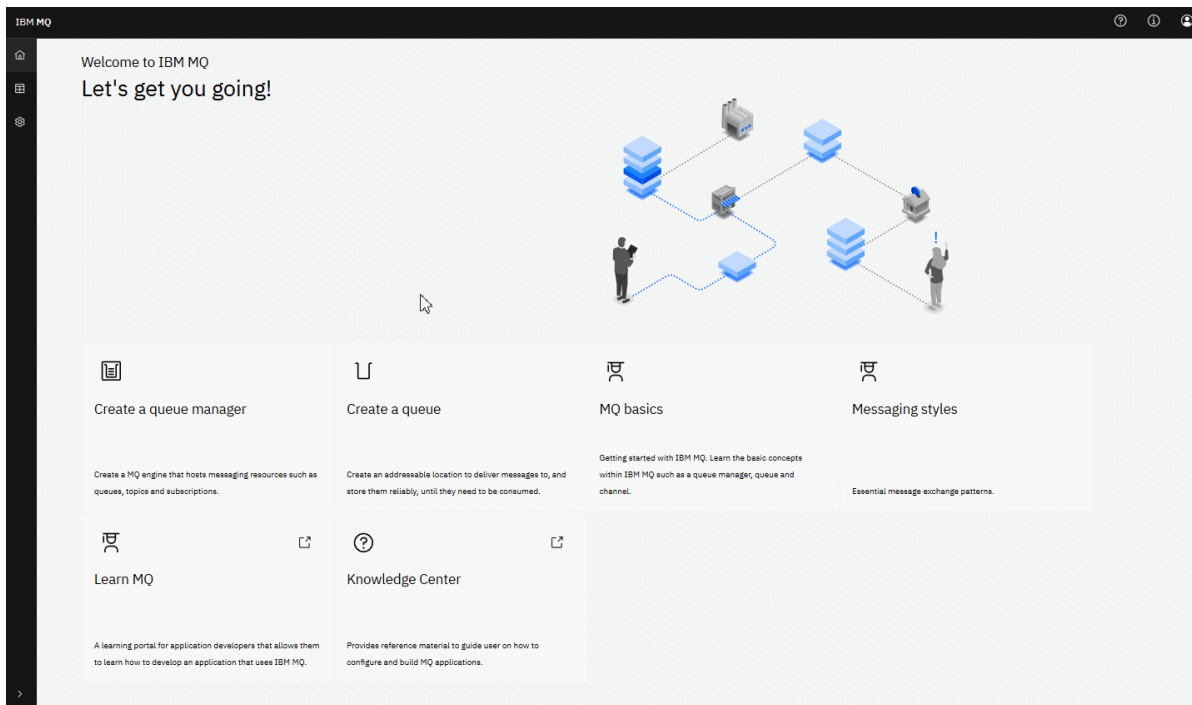 IBM MQ
Welcome to IBM MQ
Let's get you going!
!
Create a queue manager
Create a MQ engine that hosts messaging resources such as
queues, topics and subscriptions.
Create a queue
Create an addressable location to deliver messages to, and
store them reliably, until they need to be consumed.
MQ basics
Getting started with IBM MQ. Learn the basic concepts
within IBM MQ such as a queue manager, queue and
channel.
Messaging styles
Essential message exchange patterns.
Learn MQ
A learning portal for application developers that allows them
to learn how to develop an application that uses IBM MQ.
Knowledge Center
Provides reference material to guide user on how to
configure and build MQ applications.